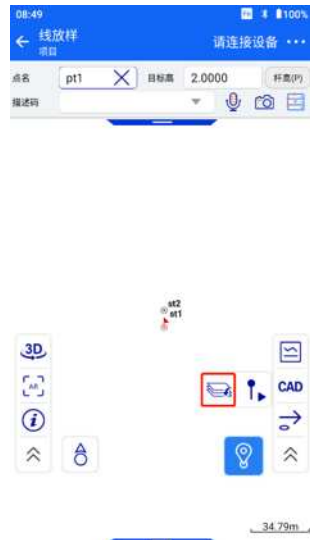 08:49
100%
线放样
项目
请连接设备
点名 pt1 目标高 2.0000 杆高(P)
描述码
st2
st1
3D
AR
CAD
34.79m